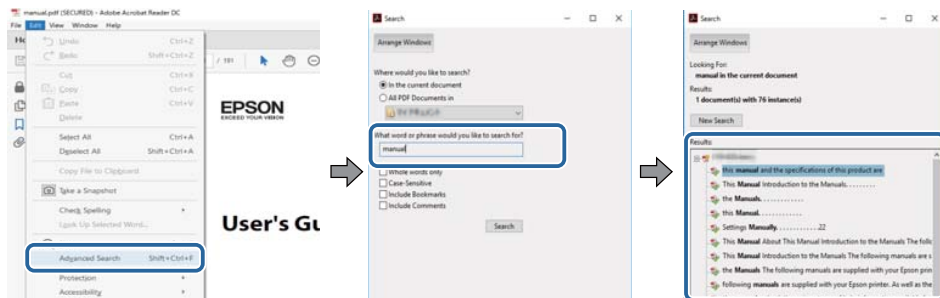 manual.pdf (SECURED) - Adobe Acrobat Reader DC
File Edit View Window Help
Undo Ctrl+Z
Redo Shift+Ctrl+Z
Cut Ctrl+X
Copy Ctrl+C
Paste Ctrl+V
Delete
Select All Ctrl+A
Deselect All Shift+Ctrl+A
Copy File to Clipboard
Take a Snapshot
Check Spelling
Look Up Selected Word...
Advanced Search Shift+Ctrl+F
Protection
Accessibility
/ 191
EPSON
EXCEED YOUR VISION
User's Gu
Search
Arrange Windows
Where would you like to search?
In the current document
All PDF Documents in
What word or phrase would you like to search for?
manual
Whole words only
Case-Sensitive
Include Bookmarks
Include Comments
Search
Search
Arrange Windows
Looking For:
manual in the current document
Results:
1 document(s) with 76 instance(s)
New Search
Results:
this manual and the specifications of this product are
This Manual Introduction to the Manuals. . . . . . . . .
the Manuals. . . . . . . . . . . . .
this Manual. . . . . . . . . . . . .
Settings Manually. . . . . . . . . . . . .22
This Manual About This Manual Introduction to the Manuals The follo
This Manual Introduction to the Manuals The following manuals are s
the Manuals The following manuals are supplied with your Epson prin
following manuals are supplied with your Epson printer. As well as the